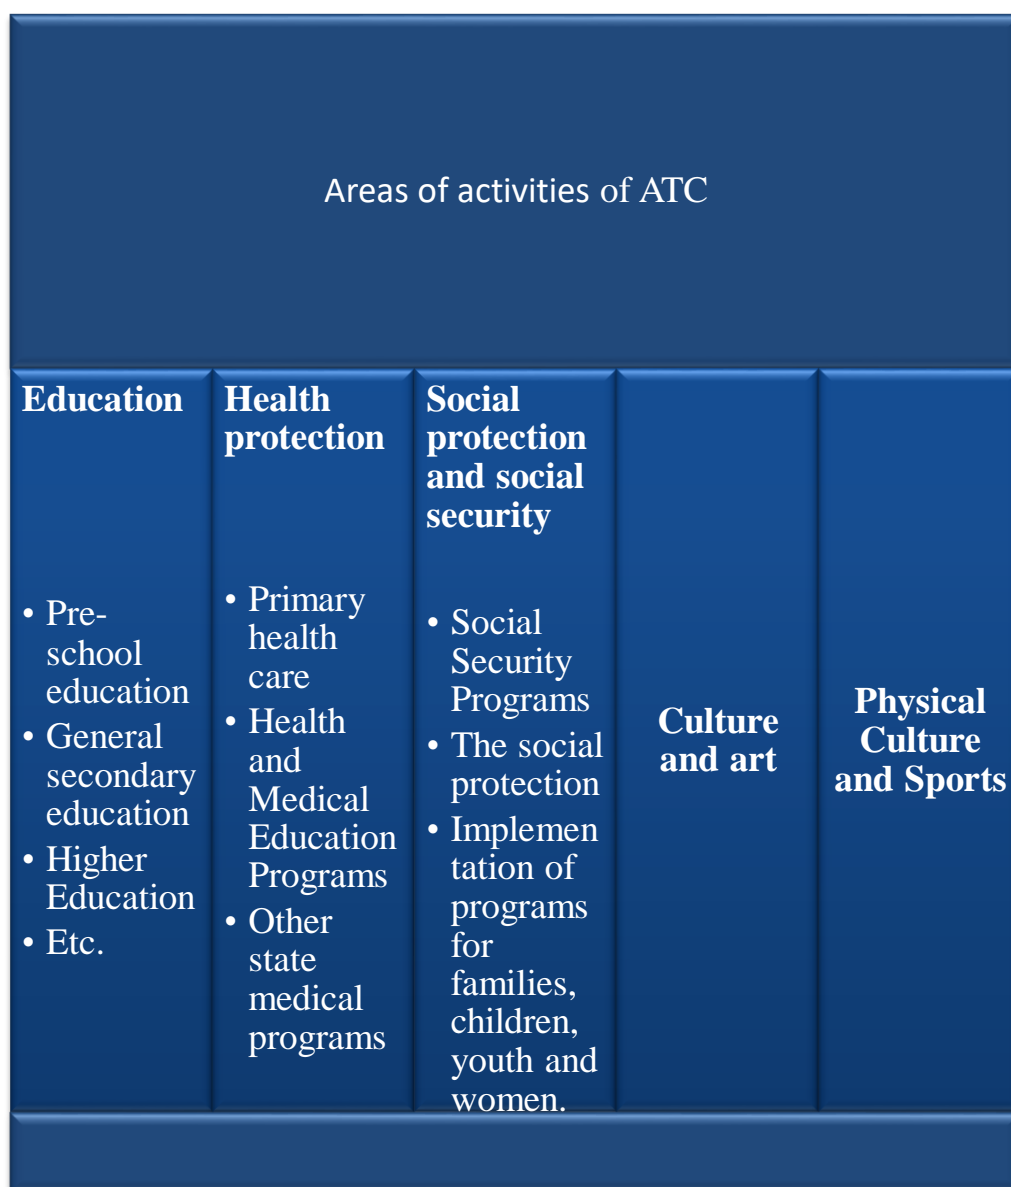 Areas of activities of ATC
Education
Pre-
school
education
• General
secondary
education
• Higher
Education
• Etc.
Health
protection
• Primary
health
care
• Health
and
Medical
Education
Programs
• Other
state
medical
programs
Social
protection
and social
security
• Social
Security
Programs
• The social
protection
• Implemen
tation of
programs
for
families,
children,
youth and
women.
Culture
and art
Physical
Culture
and Sports